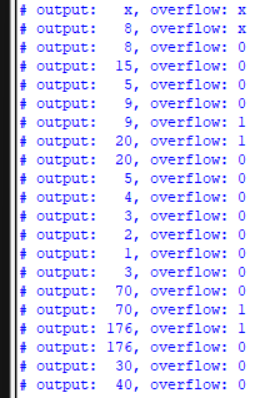 # output:   x, overflow: x
# output:   8, overflow: x
# output:   8, overflow: 0
# output:  15, overflow: 0
# output:   5, overflow: 0
# output:   9, overflow: 0
# output:   9, overflow: 1
# output:  20, overflow: 1
# output:  20, overflow: 0
# output:   5, overflow: 0
# output:   4, overflow: 0
# output:   3, overflow: 0
# output:   2, overflow: 0
# output:   1, overflow: 0
# output:   3, overflow: 0
# output:  70, overflow: 0
# output:  70, overflow: 1
# output: 176, overflow: 1
# output: 176, overflow: 0
# output:  30, overflow: 0
# output:  40, overflow: 0